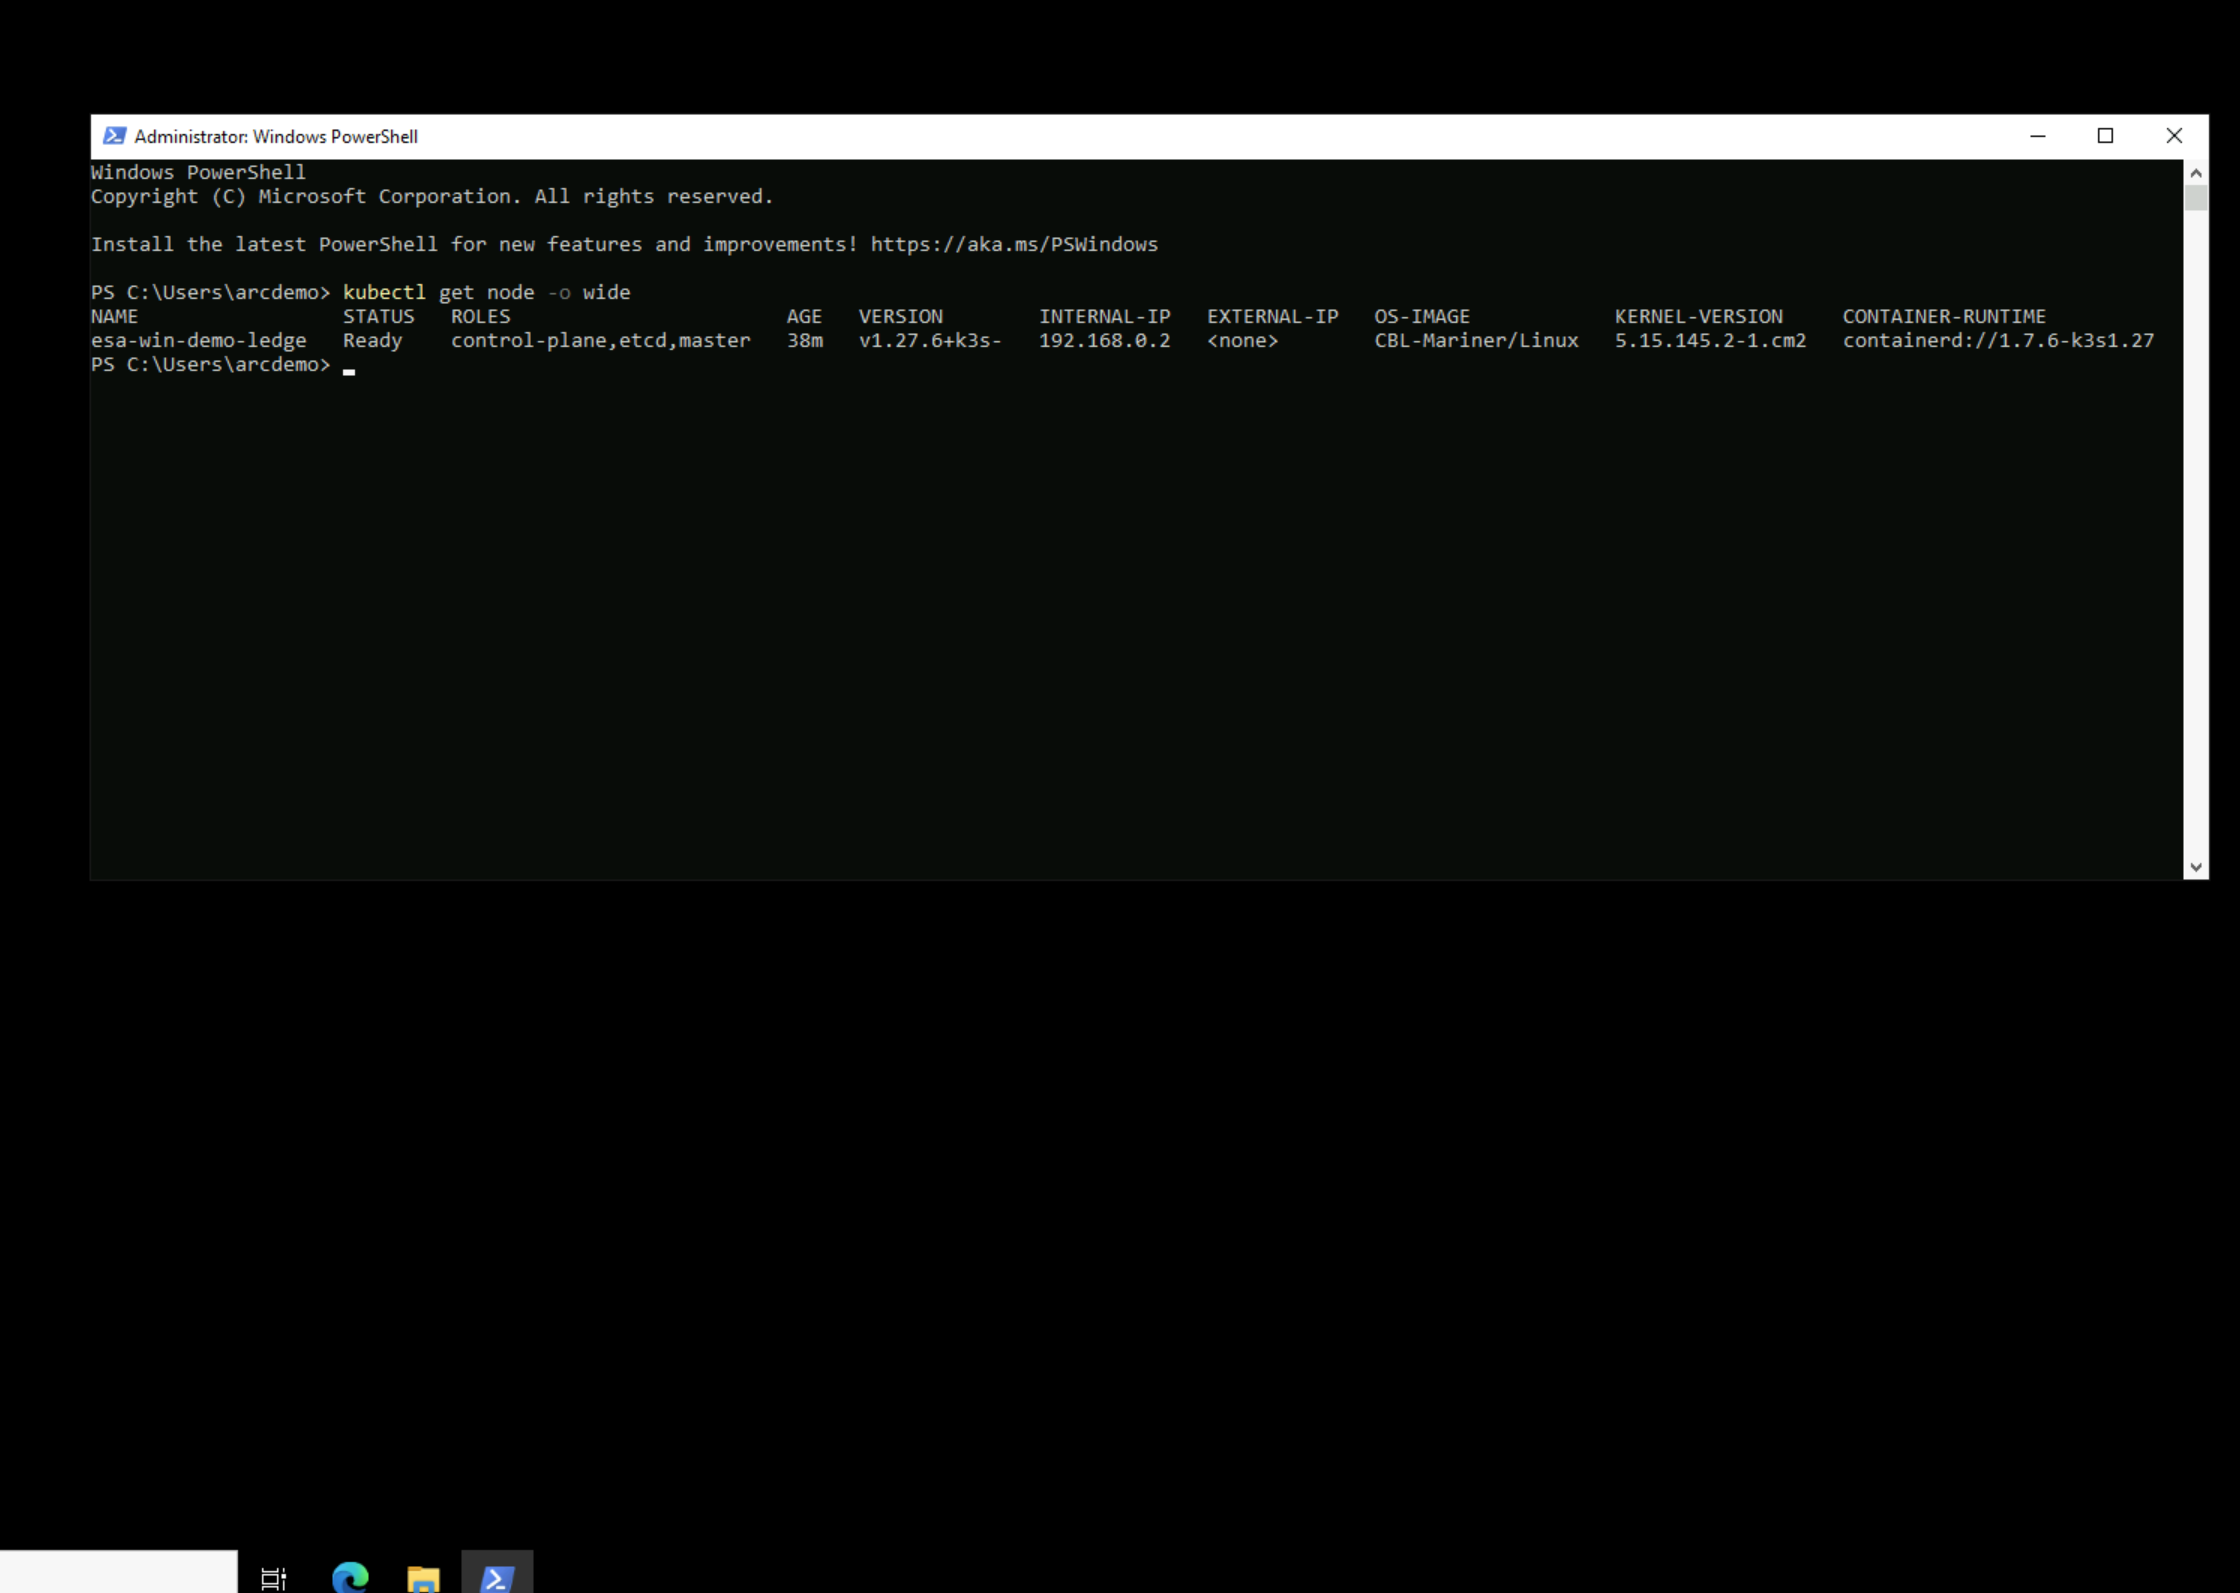 Administrator: Windows PowerShell
Windows PowerShell
Copyright (C) Microsoft Corporation. All rights reserved.
Install the latest PowerShell for new features and improvements! https://aka.ms/PSWindows
PS C:\Users\arcdemo> kubectl get node -o wide
NAME STATUS ROLES AGE VERSION INTERNAL-IP EXTERNAL-IP OS-IMAGE KERNEL-VERSION CONTAINER-RUNTIME
esa-win-demo-ledge Ready control-plane,etcd,master 38m v1.27.6+k3s- 192.168.0.2 <none> CBL-Mariner/Linux 5.15.145.2-1.cm2 containerd://1.7.6-k3s1.27
PS C:\Users\arcdemo>